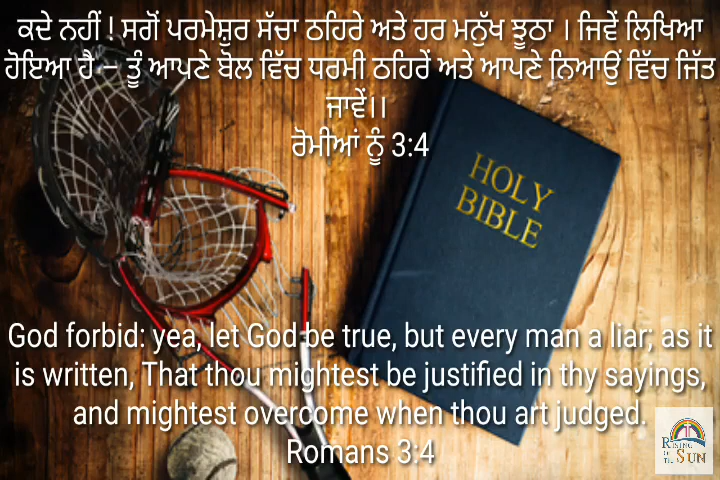 ਕਦੇ ਨਹੀਂ ! ਸਗੋਂ ਪਰਮੇਸ਼ੁਰ ਸੱਚਾ ਠਹਿਰੇ ਅਤੇ ਹਰ ਮਨੁੱਖ ਝੂਠਾ । ਜਿਵੇਂ ਲਿਖਿਆ
ਹੋਇਆ ਹੈ – ਤੂੰ ਆਪਣੇ ਬੋਲ ਵਿੱਚ ਧਰਮੀ ਠਹਿਰੇਂ ਅਤੇ ਆਪਣੇ ਨਿਆਉਂ ਵਿੱਚ ਜਿੱਤ
ਜਾਵੇਂ।।
ਰੋਮੀਆਂ ਨੂੰ 3:4
HOLY
BIBLE
God forbid: yea, let God be true, but every man a liar; as it
is written, That thou mightest be justified in thy sayings,
and mightest overcome when thou art judged.
Romans 3:4
RISING
OF
THE SUN